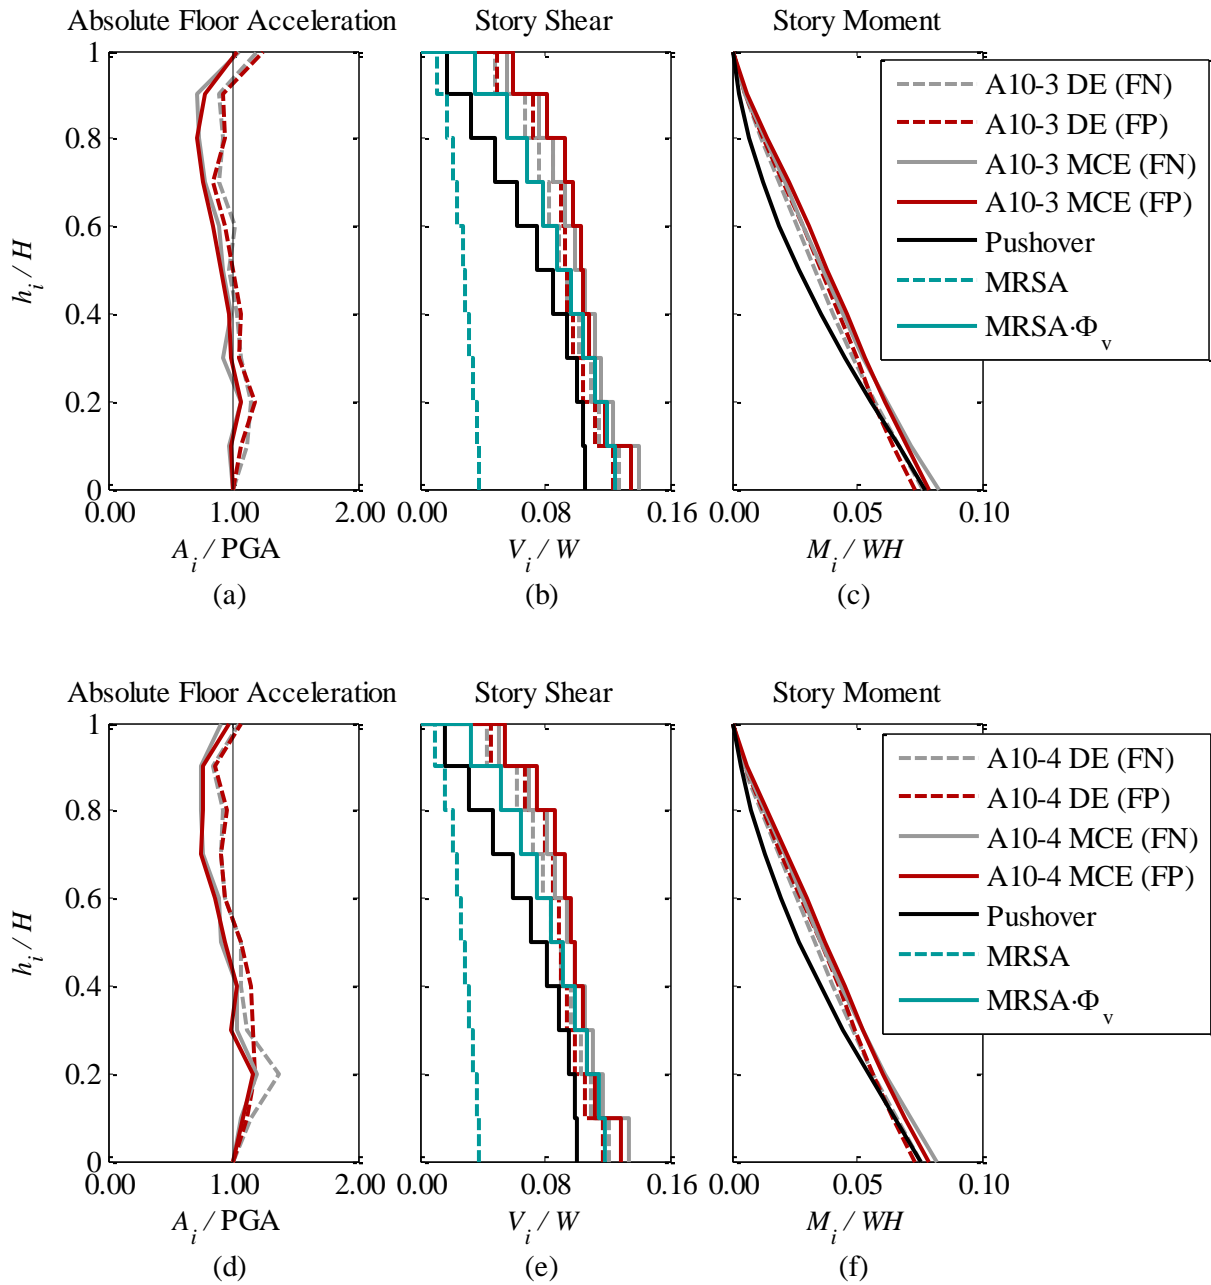 Absolute Floor Acceleration
Story Shear
Story Moment
1
0.8
0.6
0.4
0.2
0
h_i / H
0.00 1.00 2.00
0.00 0.08 0.16
0.00 0.05 0.10
A_i / PGA
V_i / W
M_i / WH
(a)
(b)
(c)
A10-3 DE (FN)
A10-3 DE (FP)
A10-3 MCE (FN)
A10-3 MCE (FP)
Pushover
MRSA
MRSA·Φ_v
Absolute Floor Acceleration
Story Shear
Story Moment
1
0.8
0.6
0.4
0.2
0
h_i / H
0.00 1.00 2.00
0.00 0.08 0.16
0.00 0.05 0.10
A_i / PGA
V_i / W
M_i / WH
(d)
(e)
(f)
A10-4 DE (FN)
A10-4 DE (FP)
A10-4 MCE (FN)
A10-4 MCE (FP)
Pushover
MRSA
MRSA·Φ_v